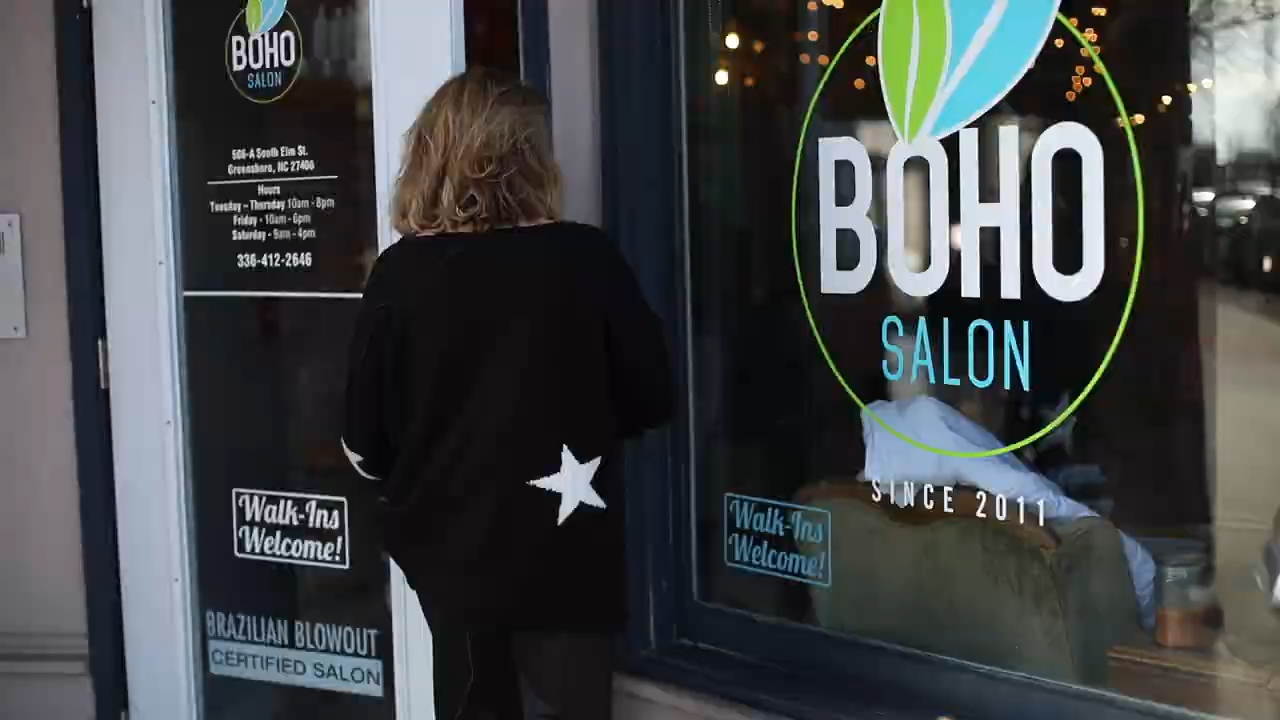 BOHO
SALON
506-A South Elm St.
Greensboro, NC 27406
Hours
Tuesday - Thursday 10am - 8pm
Friday - 10am - 6pm
Saturday - 9am - 4pm
336-412-2646
Walk-Ins
Welcome!
BRAZILIAN BLOWOUT
CERTIFIED SALON
BOHO
SALON
SINCE 2011
Walk-Ins
Welcome!